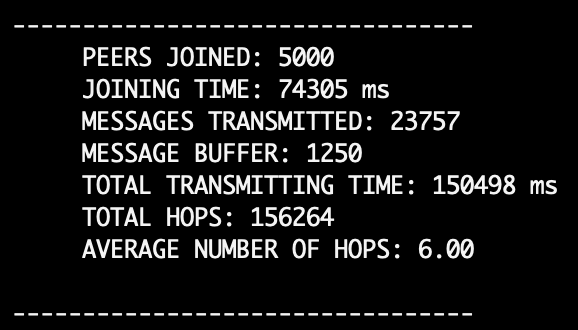 ----------------------------------
PEERS JOINED: 5000
JOINING TIME: 74305 ms
MESSAGES TRANSMITTED: 23757
MESSAGE BUFFER: 1250
TOTAL TRANSMITTING TIME: 150498 ms
TOTAL HOPS: 156264
AVERAGE NUMBER OF HOPS: 6.00
----------------------------------